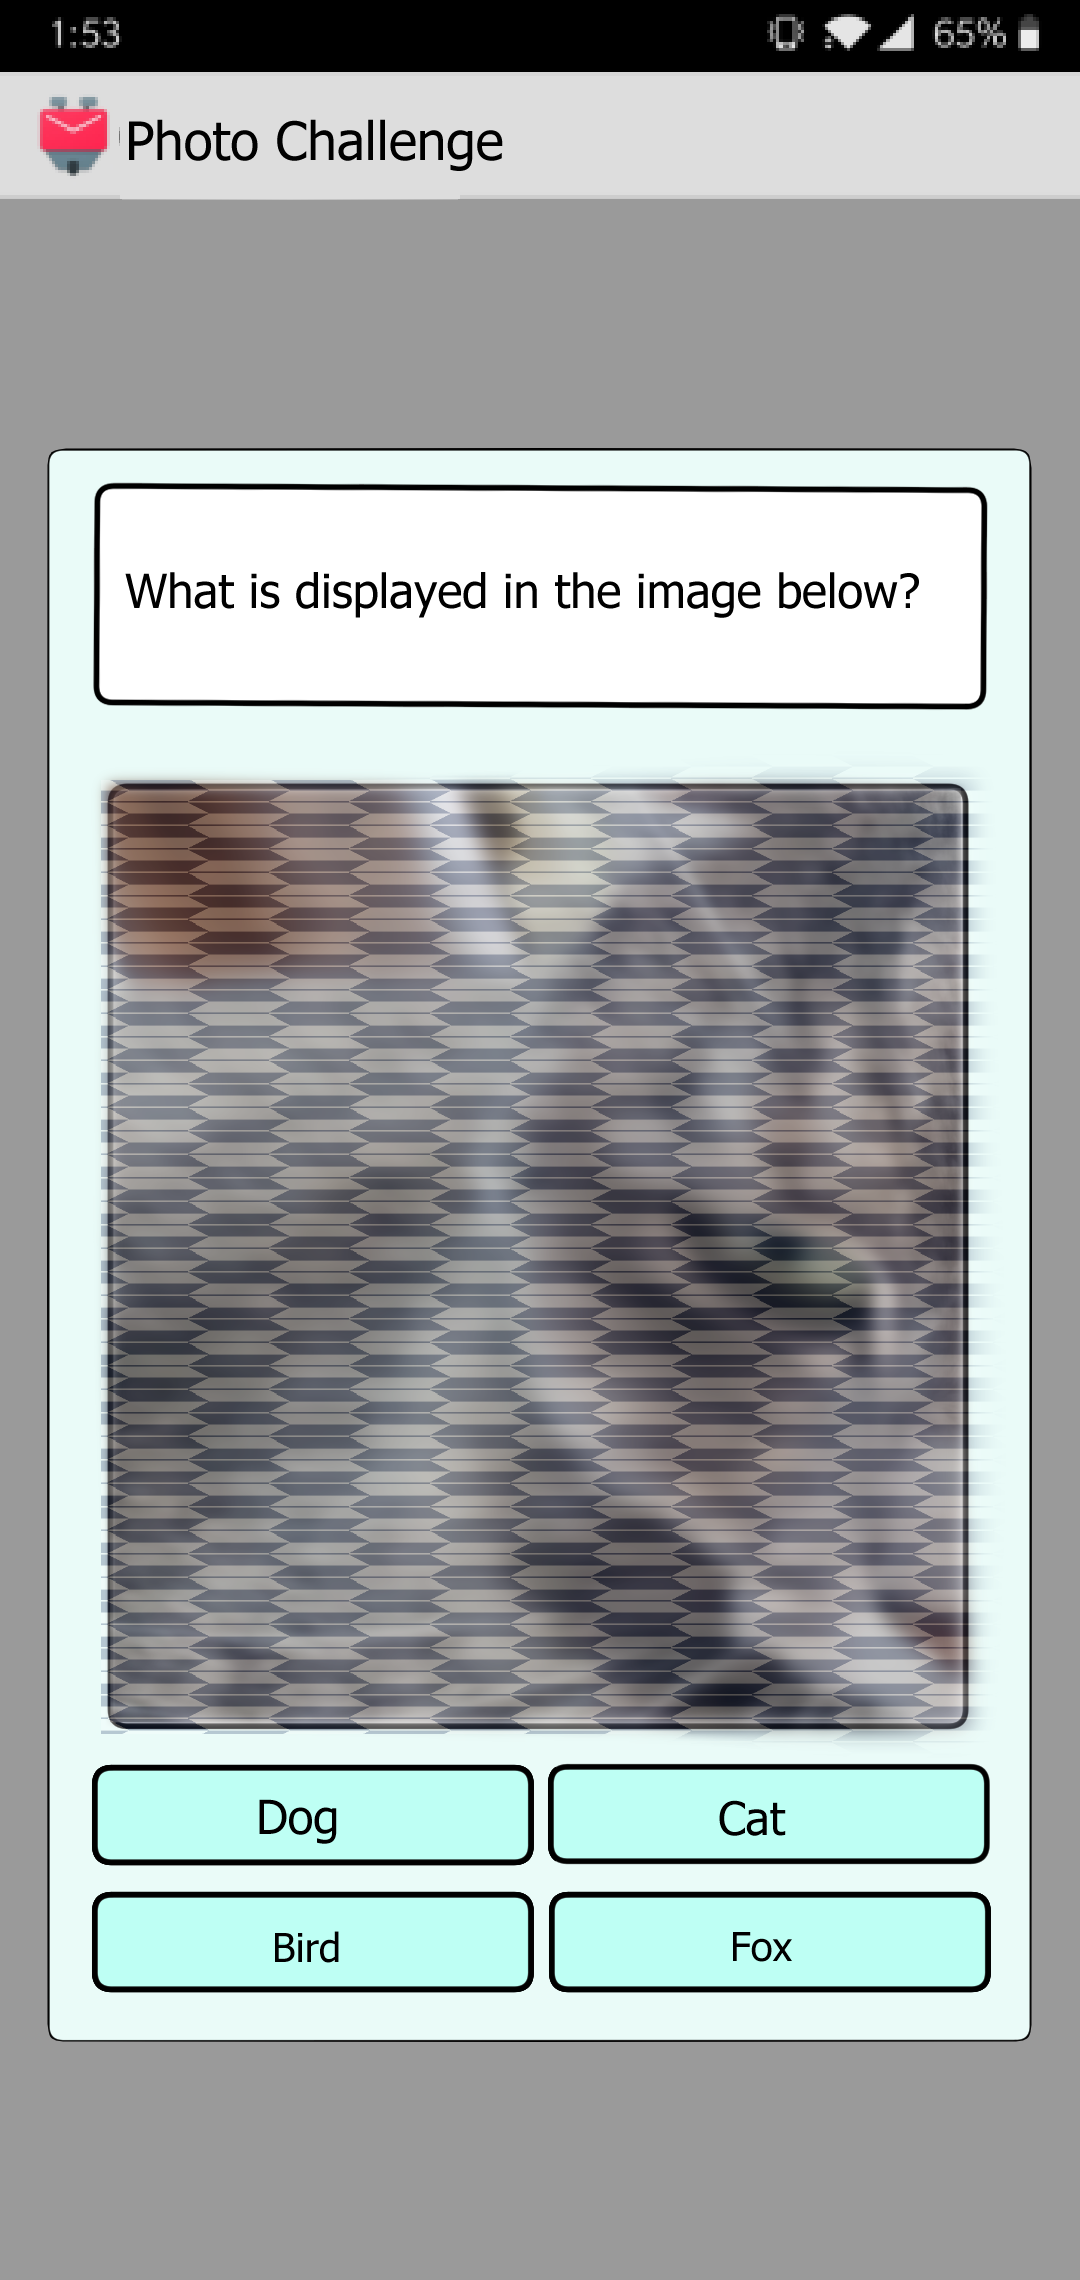 1:53
65%
Photo Challenge
What is displayed in the image below?
Dog
Cat
Bird
Fox